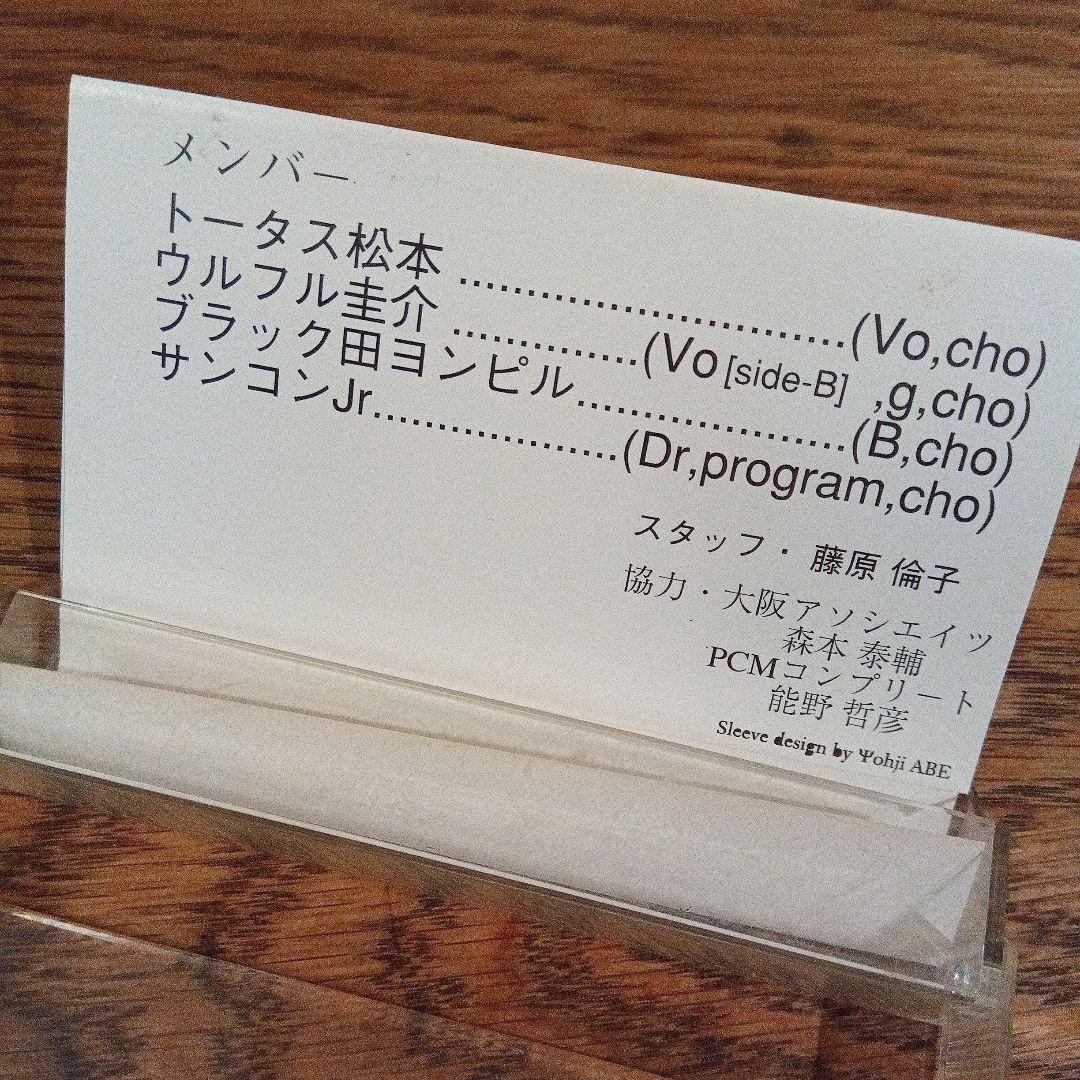 メンバー
トータス松本..............................(Vo,cho)
ウルフル圭介..............(Vo[side-B] ,g,cho)
ブラック田ヨンピル....................(B,cho)
サンコンJr...................(Dr,program,cho)
スタッフ・藤原 倫子
協力・大阪アソシエイツ
森本 泰輔
PCMコンプリート
能野 哲彦
Sleeve design by Ψohji ABE